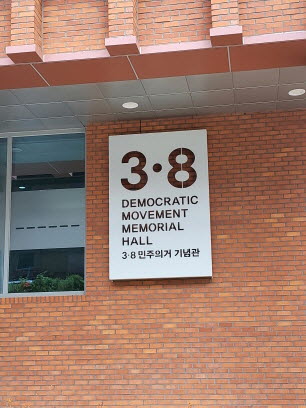 3·8
DEMOCRATIC
MOVEMENT
MEMORIAL
HALL
3·8 민주의거 기념관